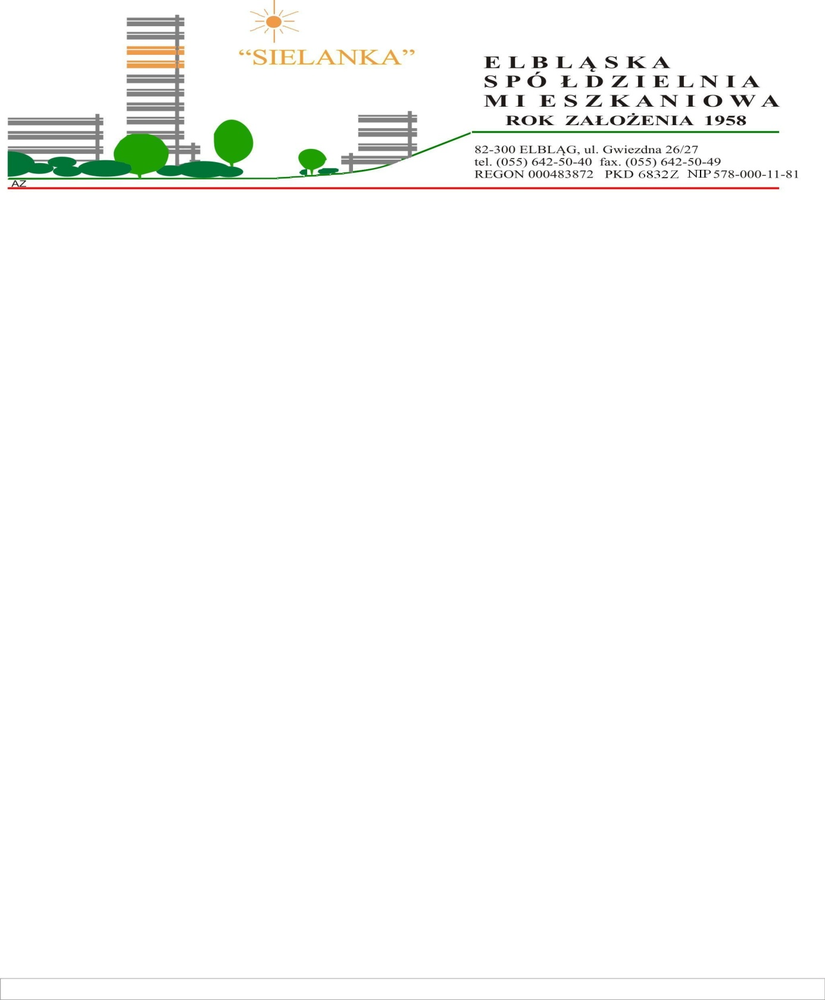 “SIELANKA”
ELBLĄSKA
SPÓŁDZIELNIA
MIESZKANIOWA
ROK ZAŁOŻENIA 1958
82-300 ELBLĄG, ul. Gwiezdna 26/27
tel. (055) 642-50-40 fax. (055) 642-50-49
REGON 000483872 PKD 6832Z NIP 578-000-11-81
AZ